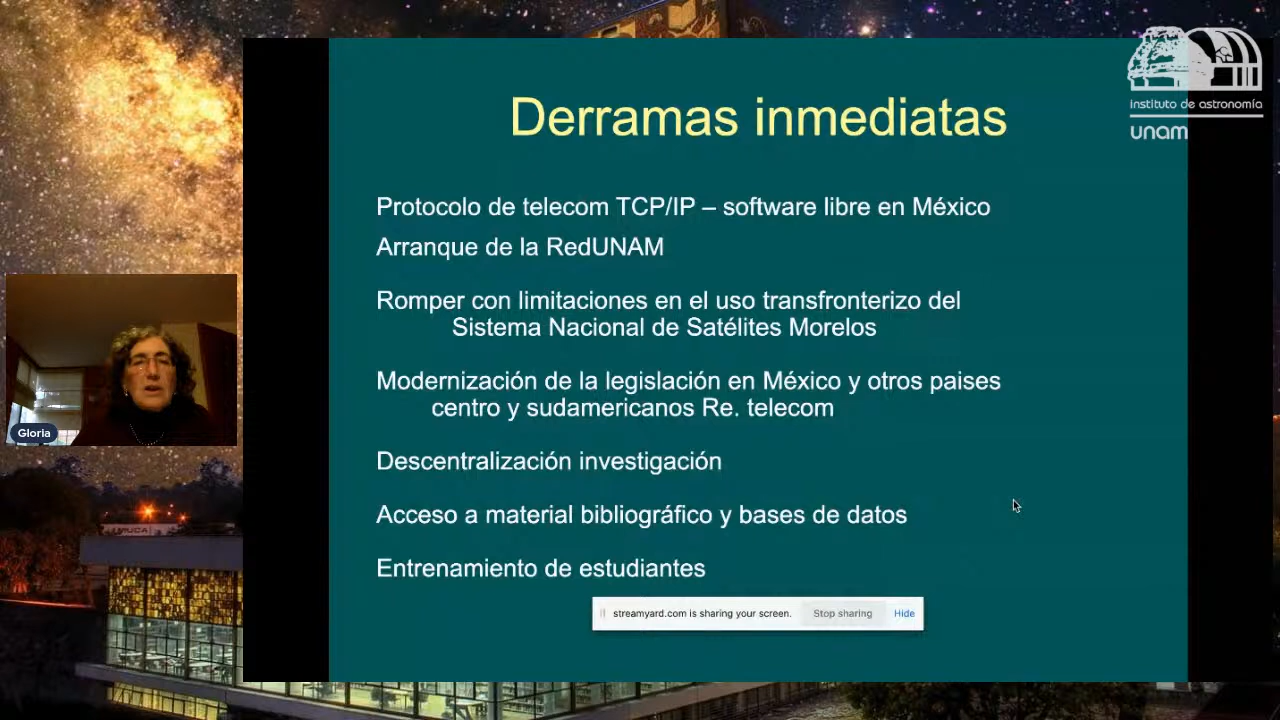 Derramas inmediatas
instituto de astronomía
unam
Protocolo de telecom TCP/IP – software libre en México
Arranque de la RedUNAM
Romper con limitaciones en el uso transfronterizo del
Sistema Nacional de Satélites Morelos
Modernización de la legislación en México y otros paises
centro y sudamericanos Re. telecom
Descentralización investigación
Acceso a material bibliográfico y bases de datos
Entrenamiento de estudiantes
streamyard.com is sharing your screen. Stop sharing Hide
Gloria